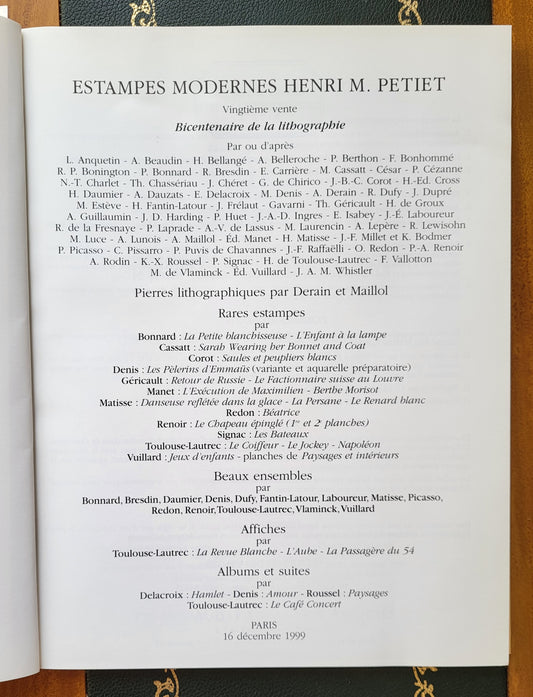 ESTAMPES MODERNES HENRI M. PETIET
Vingtième vente
Bicentenaire de la lithographie
Par ou d'après
L. Anquetin - A. Beaudin - H. Bellangé - A. Belleroche - P. Berthon - F. Bonhommé
R. P. Bonington - P. Bonnard - R. Bresdin - E. Carrière - M. Cassatt - César - P. Cézanne
N.-T. Charlet - Th. Chassériau - J. Chéret - G. de Chirico - J.-B.-C. Corot - H.-Ed. Cross
H. Daumier - A. Dauzats - E. Delacroix - M. Denis - A. Derain - R. Dufy - J. Dupré
M. Estève - H. Fantin-Latour - J. Frélaut - Gavarni - Th. Géricault - H. de Groux
A. Guillaumin - J. D. Harding - P. Huet - J.-A.-D. Ingres - E. Isabey - J.-É. Laboureur
R. de la Fresnaye - P. Laprade - A.-V. de Lassus - M. Laurencin - A. Lepère - R. Lewisohn
M. Luce - A. Lunois - A. Maillol - Éd. Manet - H. Matisse - J.-F. Millet et K. Bodmer
P. Picasso - C. Pissarro - P. Puvis de Chavannes - J.-F. Raffaëlli - O. Redon - P.-A. Renoir
A. Rodin - K.-X. Roussel - P. Signac - H. de Toulouse-Lautrec - F. Vallotton
M. de Vlaminck - Éd. Vuillard - J. A. M. Whistler
Pierres lithographiques par Derain et Maillol
Rares estampes
par
Bonnard : La Petite blanchisseuse - L'Enfant à la lampe
Cassatt : Sarah Wearing her Bonnet and Coat
Corot : Saules et peupliers blancs
Denis : Les Pèlerins d'Emmaüs (variante et aquarelle préparatoire)
Géricault : Retour de Russie - Le Factionnaire suisse au Louvre
Manet : L'Exécution de Maximilien - Berthe Morisot
Matisse : Danseuse reflétée dans la glace - La Persane - Le Renard blanc
Redon : Béatrice
Renoir : Le Chapeau épinglé (1re et 2 planches)
Signac : Les Bateaux
Toulouse-Lautrec : Le Coiffeur - Le Jockey - Napoléon
Vuillard : Jeux d'enfants - planches de Paysages et intérieurs
Beaux ensembles
par
Bonnard, Bresdin, Daumier, Denis, Dufy, Fantin-Latour, Laboureur, Matisse, Picasso,
Redon, Renoir, Toulouse-Lautrec, Vlaminck, Vuillard
Affiches
par
Toulouse-Lautrec : La Revue Blanche - L'Aube - La Passagère du 54
Albums et suites
par
Delacroix : Hamlet - Denis : Amour - Roussel : Paysages
Toulouse-Lautrec : Le Café Concert
PARIS
16 décembre 1999